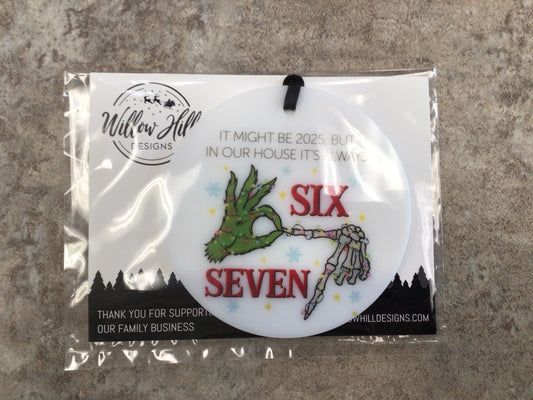 Willow Hill
DESIGNS
IT MIGHT BE 2025, BUT
IN OUR HOUSE IT'S ALWAYS
SIX
SEVEN
THANK YOU FOR SUPPORTI
OUR FAMILY BUSINESS
WHILLDESIGNS.COM